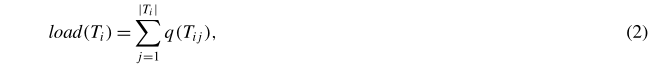 load(T_i) = \sum_{j=1}^{|T_i|} q(T_{ij}), (2)